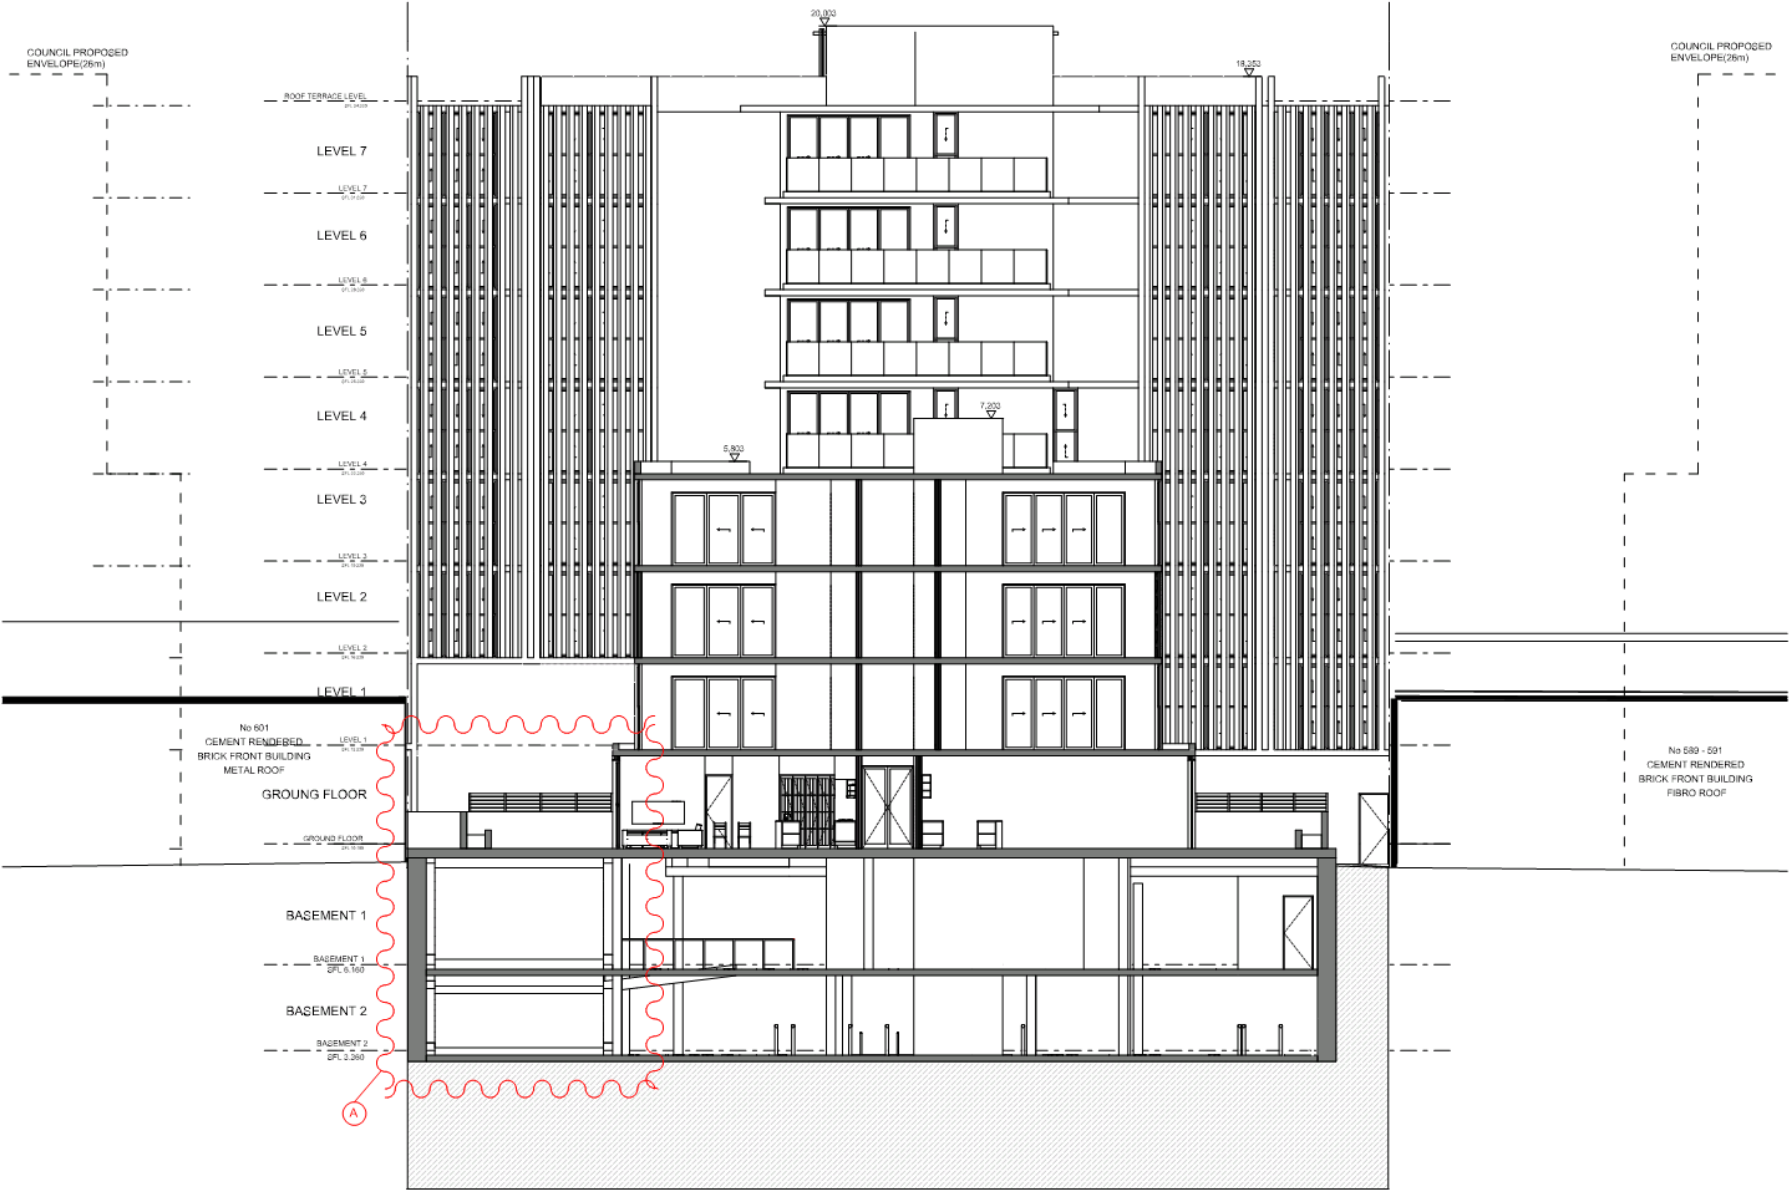 20,003
COUNCIL PROPOSED
ENVELOPE(26m)
COUNCIL PROPOSED
ENVELOPE(26m)
18,353
ROOF TERRACE LEVEL
LEVEL 7
LEVEL 7
LEVEL 6
LEVEL 6
LEVEL 5
LEVEL 5
LEVEL 4
7,203
5,803
LEVEL 4
LEVEL 3
LEVEL 3
LEVEL 2
LEVEL 2
LEVEL 1
No 601
CEMENT RENDERED
BRICK FRONT BUILDING
METAL ROOF
LEVEL 1
No 589 - 591
CEMENT RENDERED
BRICK FRONT BUILDING
FIBRO ROOF
GROUNG FLOOR
GROUND FLOOR
BASEMENT 1
BASEMENT 1
SFL 6.160
BASEMENT 2
BASEMENT 2
SFL 3.260
A